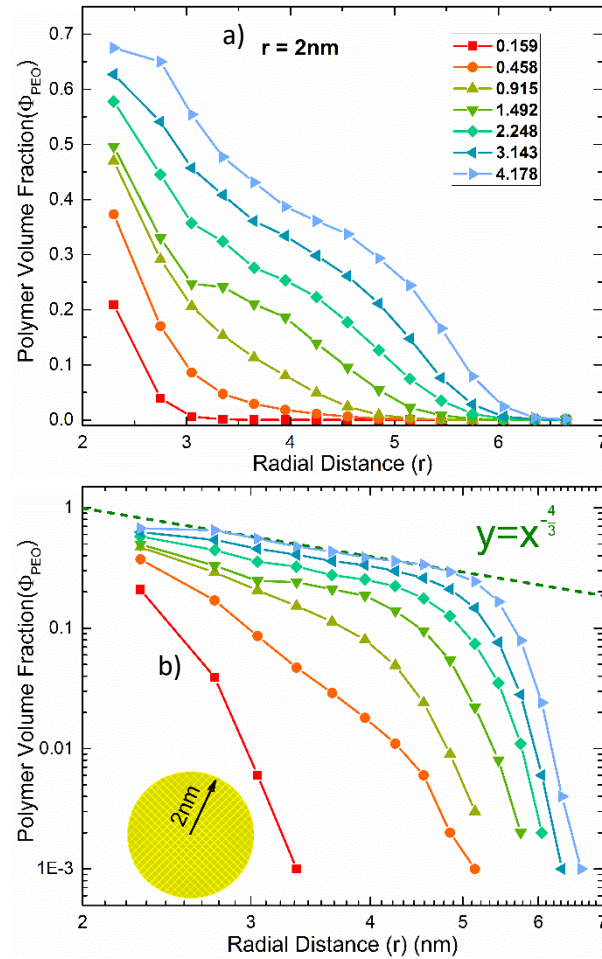 a)
r = 2nm
0.159
0.458
0.915
1.492
2.248
3.143
4.178
Polymer Volume Fraction(Φ_PEO)
0.7
0.6
0.5
0.4
0.3
0.2
0.1
0.0
2 3 4 5 6 7
Radial Distance (r)
y=x^-4/3
b)
2nm
Polymer Volume Fraction(Φ_PEO)
1
0.1
0.01
1E-3
2 3 4 5 6 7
Radial Distance (r) (nm)